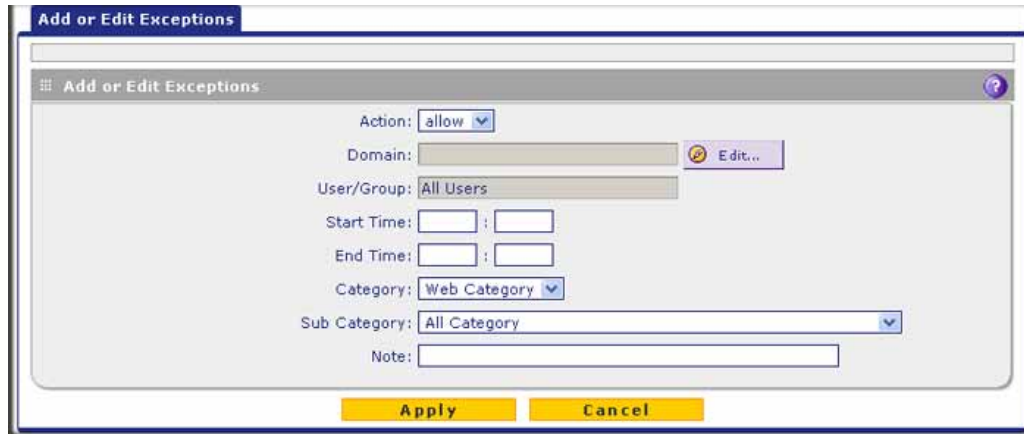 Add or Edit Exceptions
Add or Edit Exceptions ?
Action: allow
Domain: Edit...
User/Group: All Users
Start Time: :
End Time: :
Category: Web Category
Sub Category: All Category
Note:
Apply Cancel